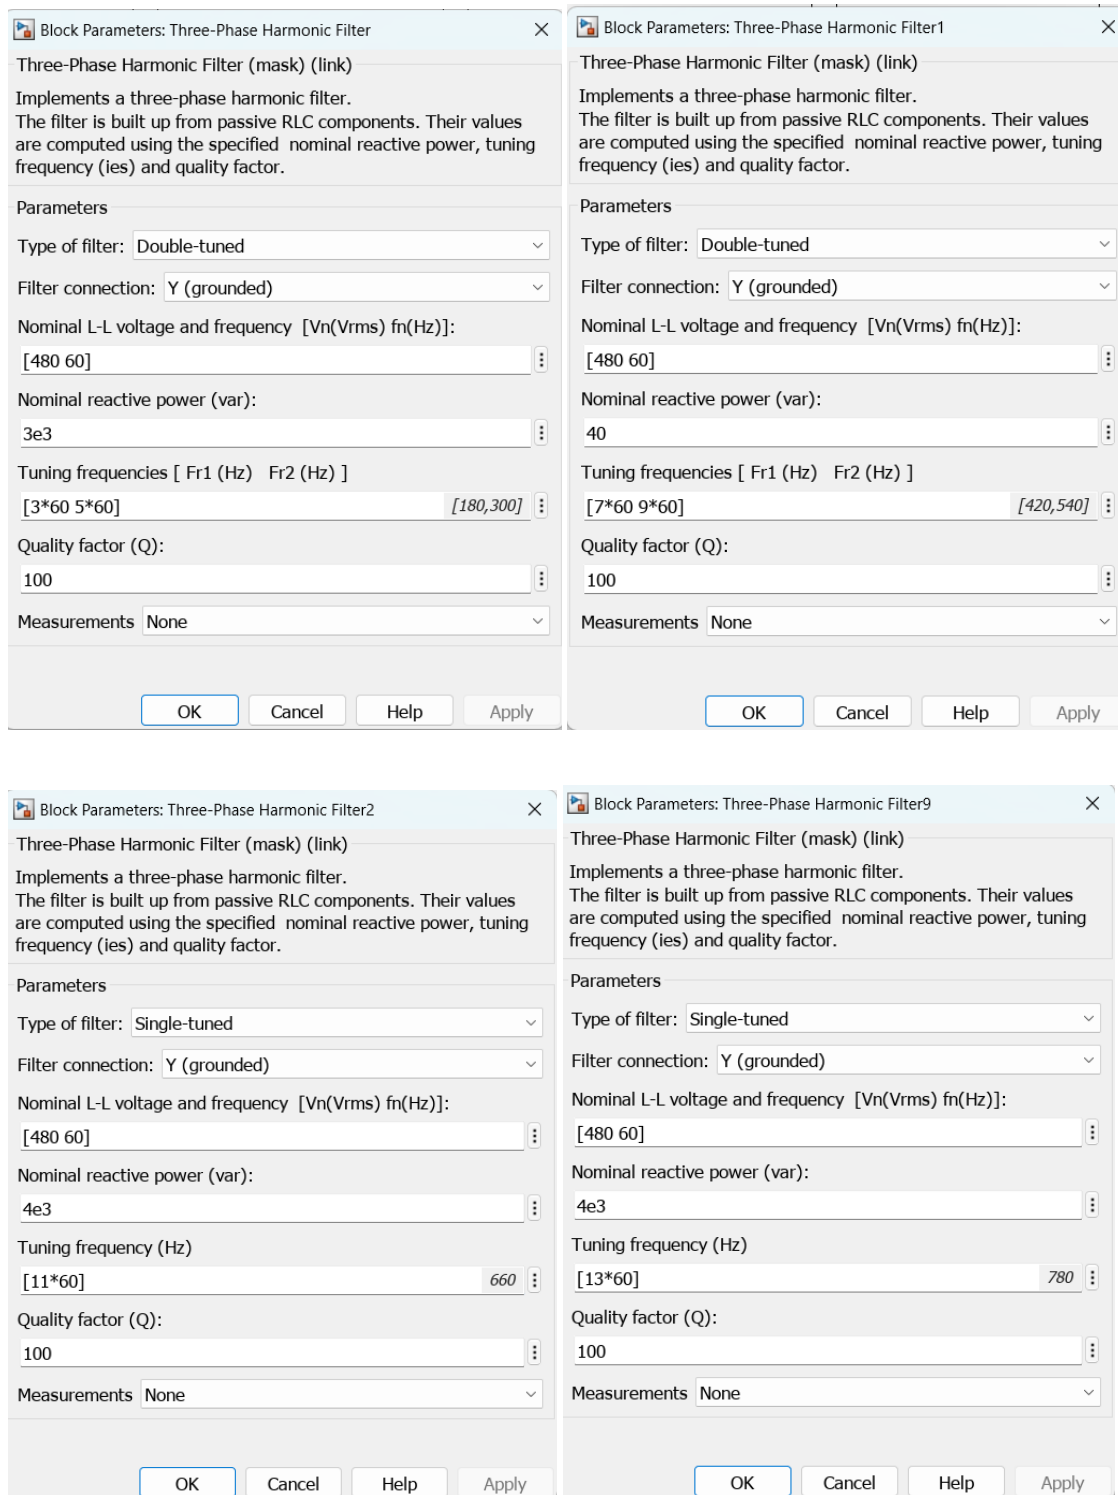 Block Parameters: Three-Phase Harmonic Filter
Three-Phase Harmonic Filter (mask) (link)
Implements a three-phase harmonic filter.
The filter is built up from passive RLC components. Their values
are computed using the specified nominal reactive power, tuning
frequency (ies) and quality factor.
Parameters
Type of filter: Double-tuned
Filter connection: Y (grounded)
Nominal L-L voltage and frequency [Vn(Vrms) fn(Hz)]:
[480 60]
Nominal reactive power (var):
3e3
Tuning frequencies [ Fr1 (Hz) Fr2 (Hz) ]
[3*60 5*60] [180,300]
Quality factor (Q):
100
Measurements None
OK Cancel Help Apply
Block Parameters: Three-Phase Harmonic Filter1
Three-Phase Harmonic Filter (mask) (link)
Implements a three-phase harmonic filter.
The filter is built up from passive RLC components. Their values
are computed using the specified nominal reactive power, tuning
frequency (ies) and quality factor.
Parameters
Type of filter: Double-tuned
Filter connection: Y (grounded)
Nominal L-L voltage and frequency [Vn(Vrms) fn(Hz)]:
[480 60]
Nominal reactive power (var):
40
Tuning frequencies [ Fr1 (Hz) Fr2 (Hz) ]
[7*60 9*60] [420,540]
Quality factor (Q):
100
Measurements None
OK Cancel Help Apply
Block Parameters: Three-Phase Harmonic Filter2
Three-Phase Harmonic Filter (mask) (link)
Implements a three-phase harmonic filter.
The filter is built up from passive RLC components. Their values
are computed using the specified nominal reactive power, tuning
frequency (ies) and quality factor.
Parameters
Type of filter: Single-tuned
Filter connection: Y (grounded)
Nominal L-L voltage and frequency [Vn(Vrms) fn(Hz)]:
[480 60]
Nominal reactive power (var):
4e3
Tuning frequency (Hz)
[11*60] 660
Quality factor (Q):
100
Measurements None
OK Cancel Help Apply
Block Parameters: Three-Phase Harmonic Filter9
Three-Phase Harmonic Filter (mask) (link)
Implements a three-phase harmonic filter.
The filter is built up from passive RLC components. Their values
are computed using the specified nominal reactive power, tuning
frequency (ies) and quality factor.
Parameters
Type of filter: Single-tuned
Filter connection: Y (grounded)
Nominal L-L voltage and frequency [Vn(Vrms) fn(Hz)]:
[480 60]
Nominal reactive power (var):
4e3
Tuning frequency (Hz)
[13*60] 780
Quality factor (Q):
100
Measurements None
OK Cancel Help Apply